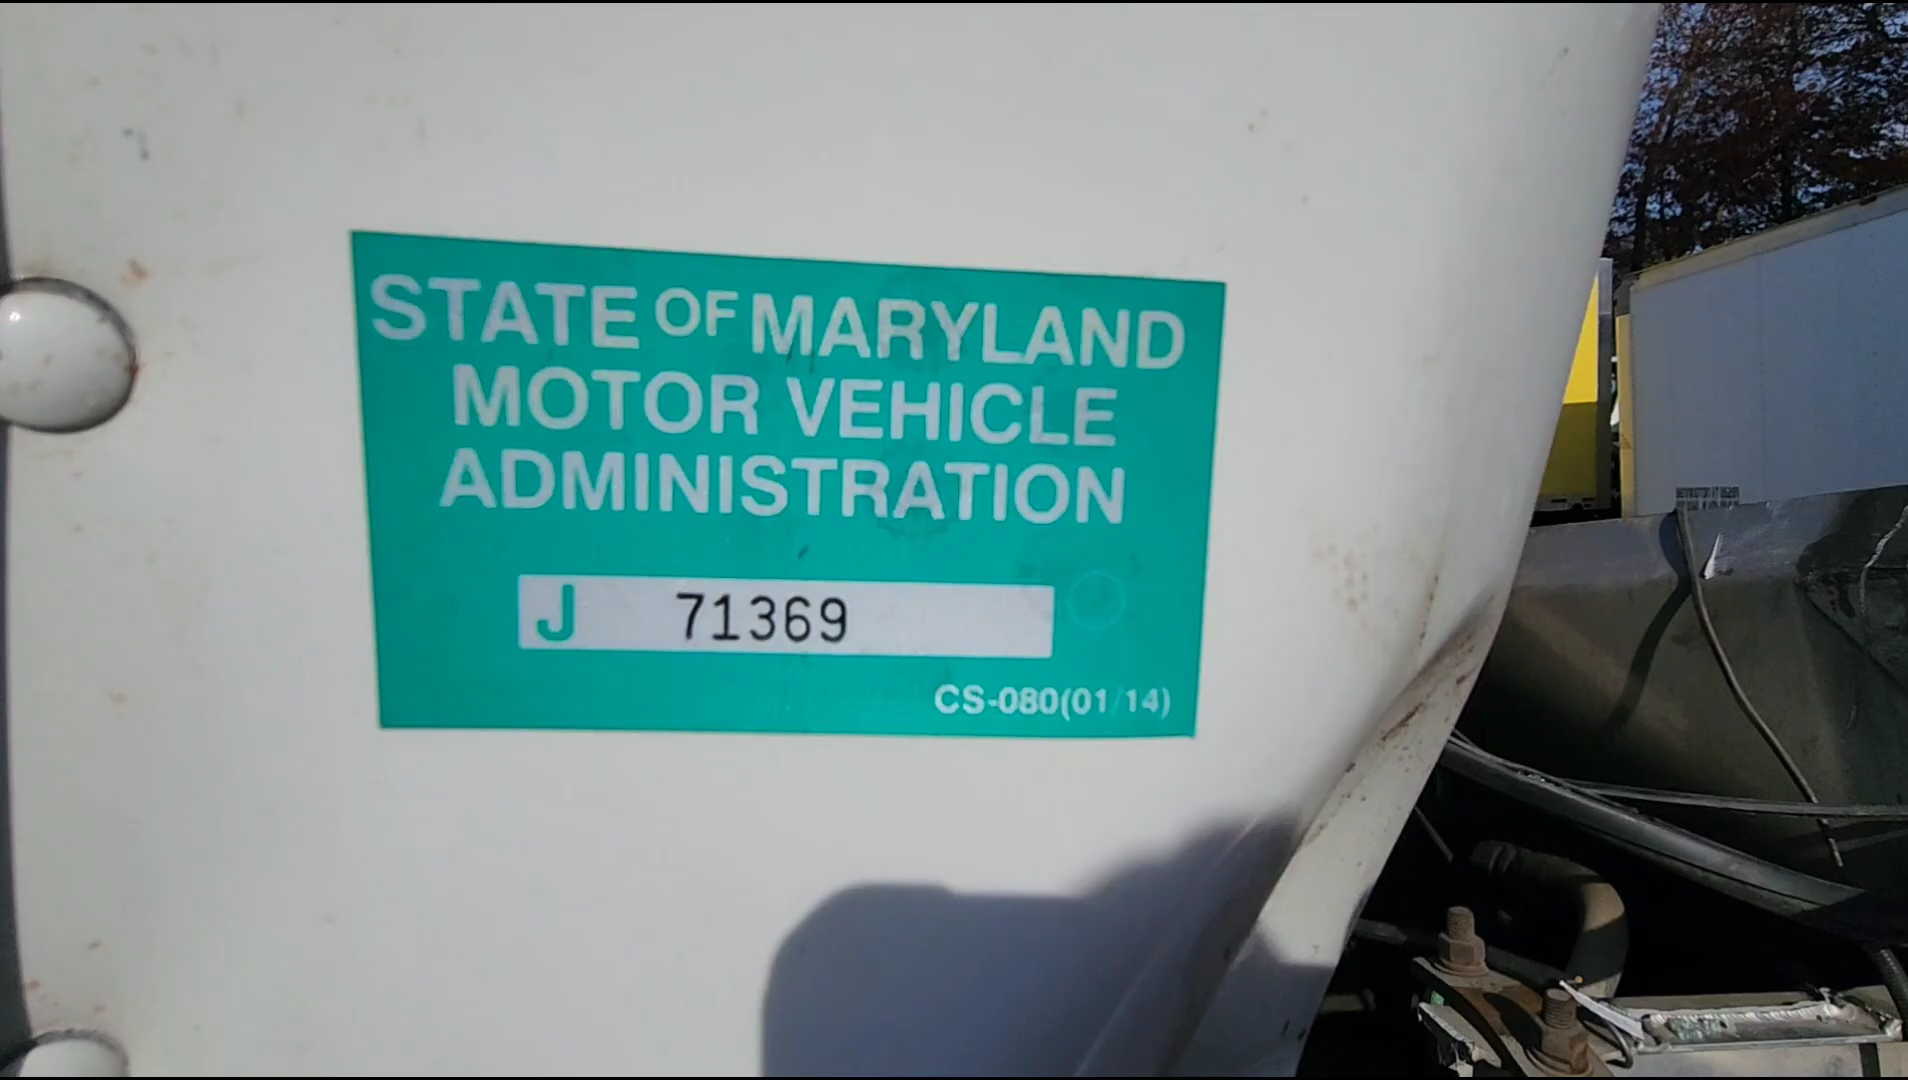 STATE OF MARYLAND
MOTOR VEHICLE
ADMINISTRATION
J 71369
CS-080(01/14)